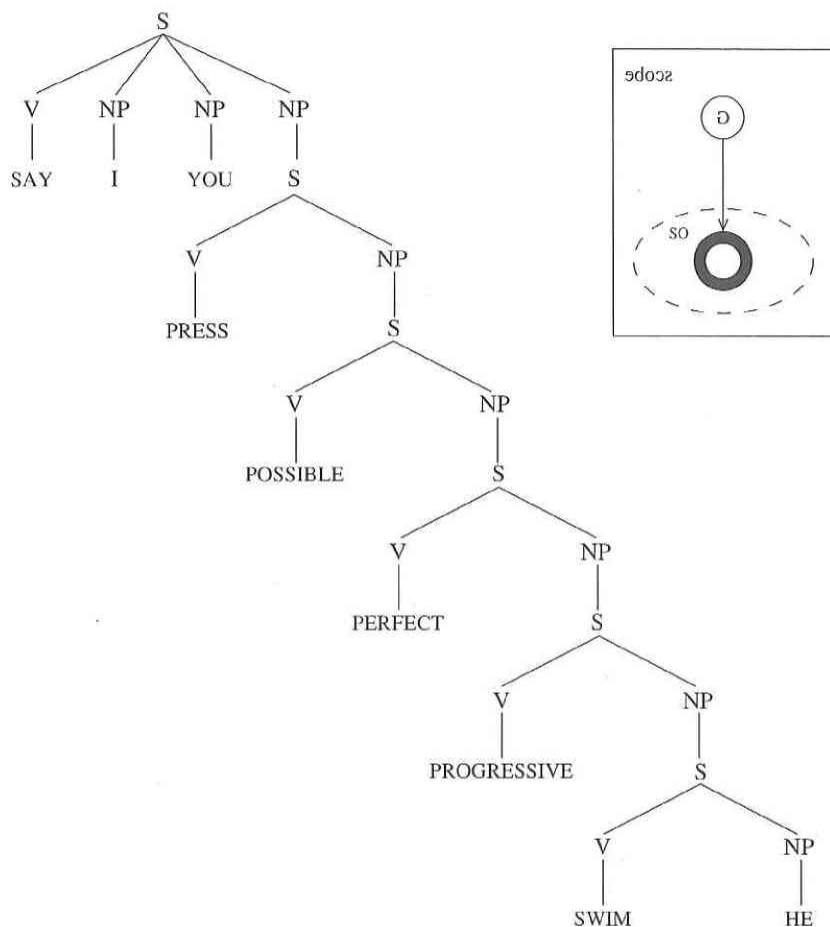 S
V NP NP NP
SAY I YOU S
V NP
PRESS S
V NP
POSSIBLE S
V NP
PERFECT S
V NP
PROGRESSIVE S
V NP
SWIM HE
scope
G
SO